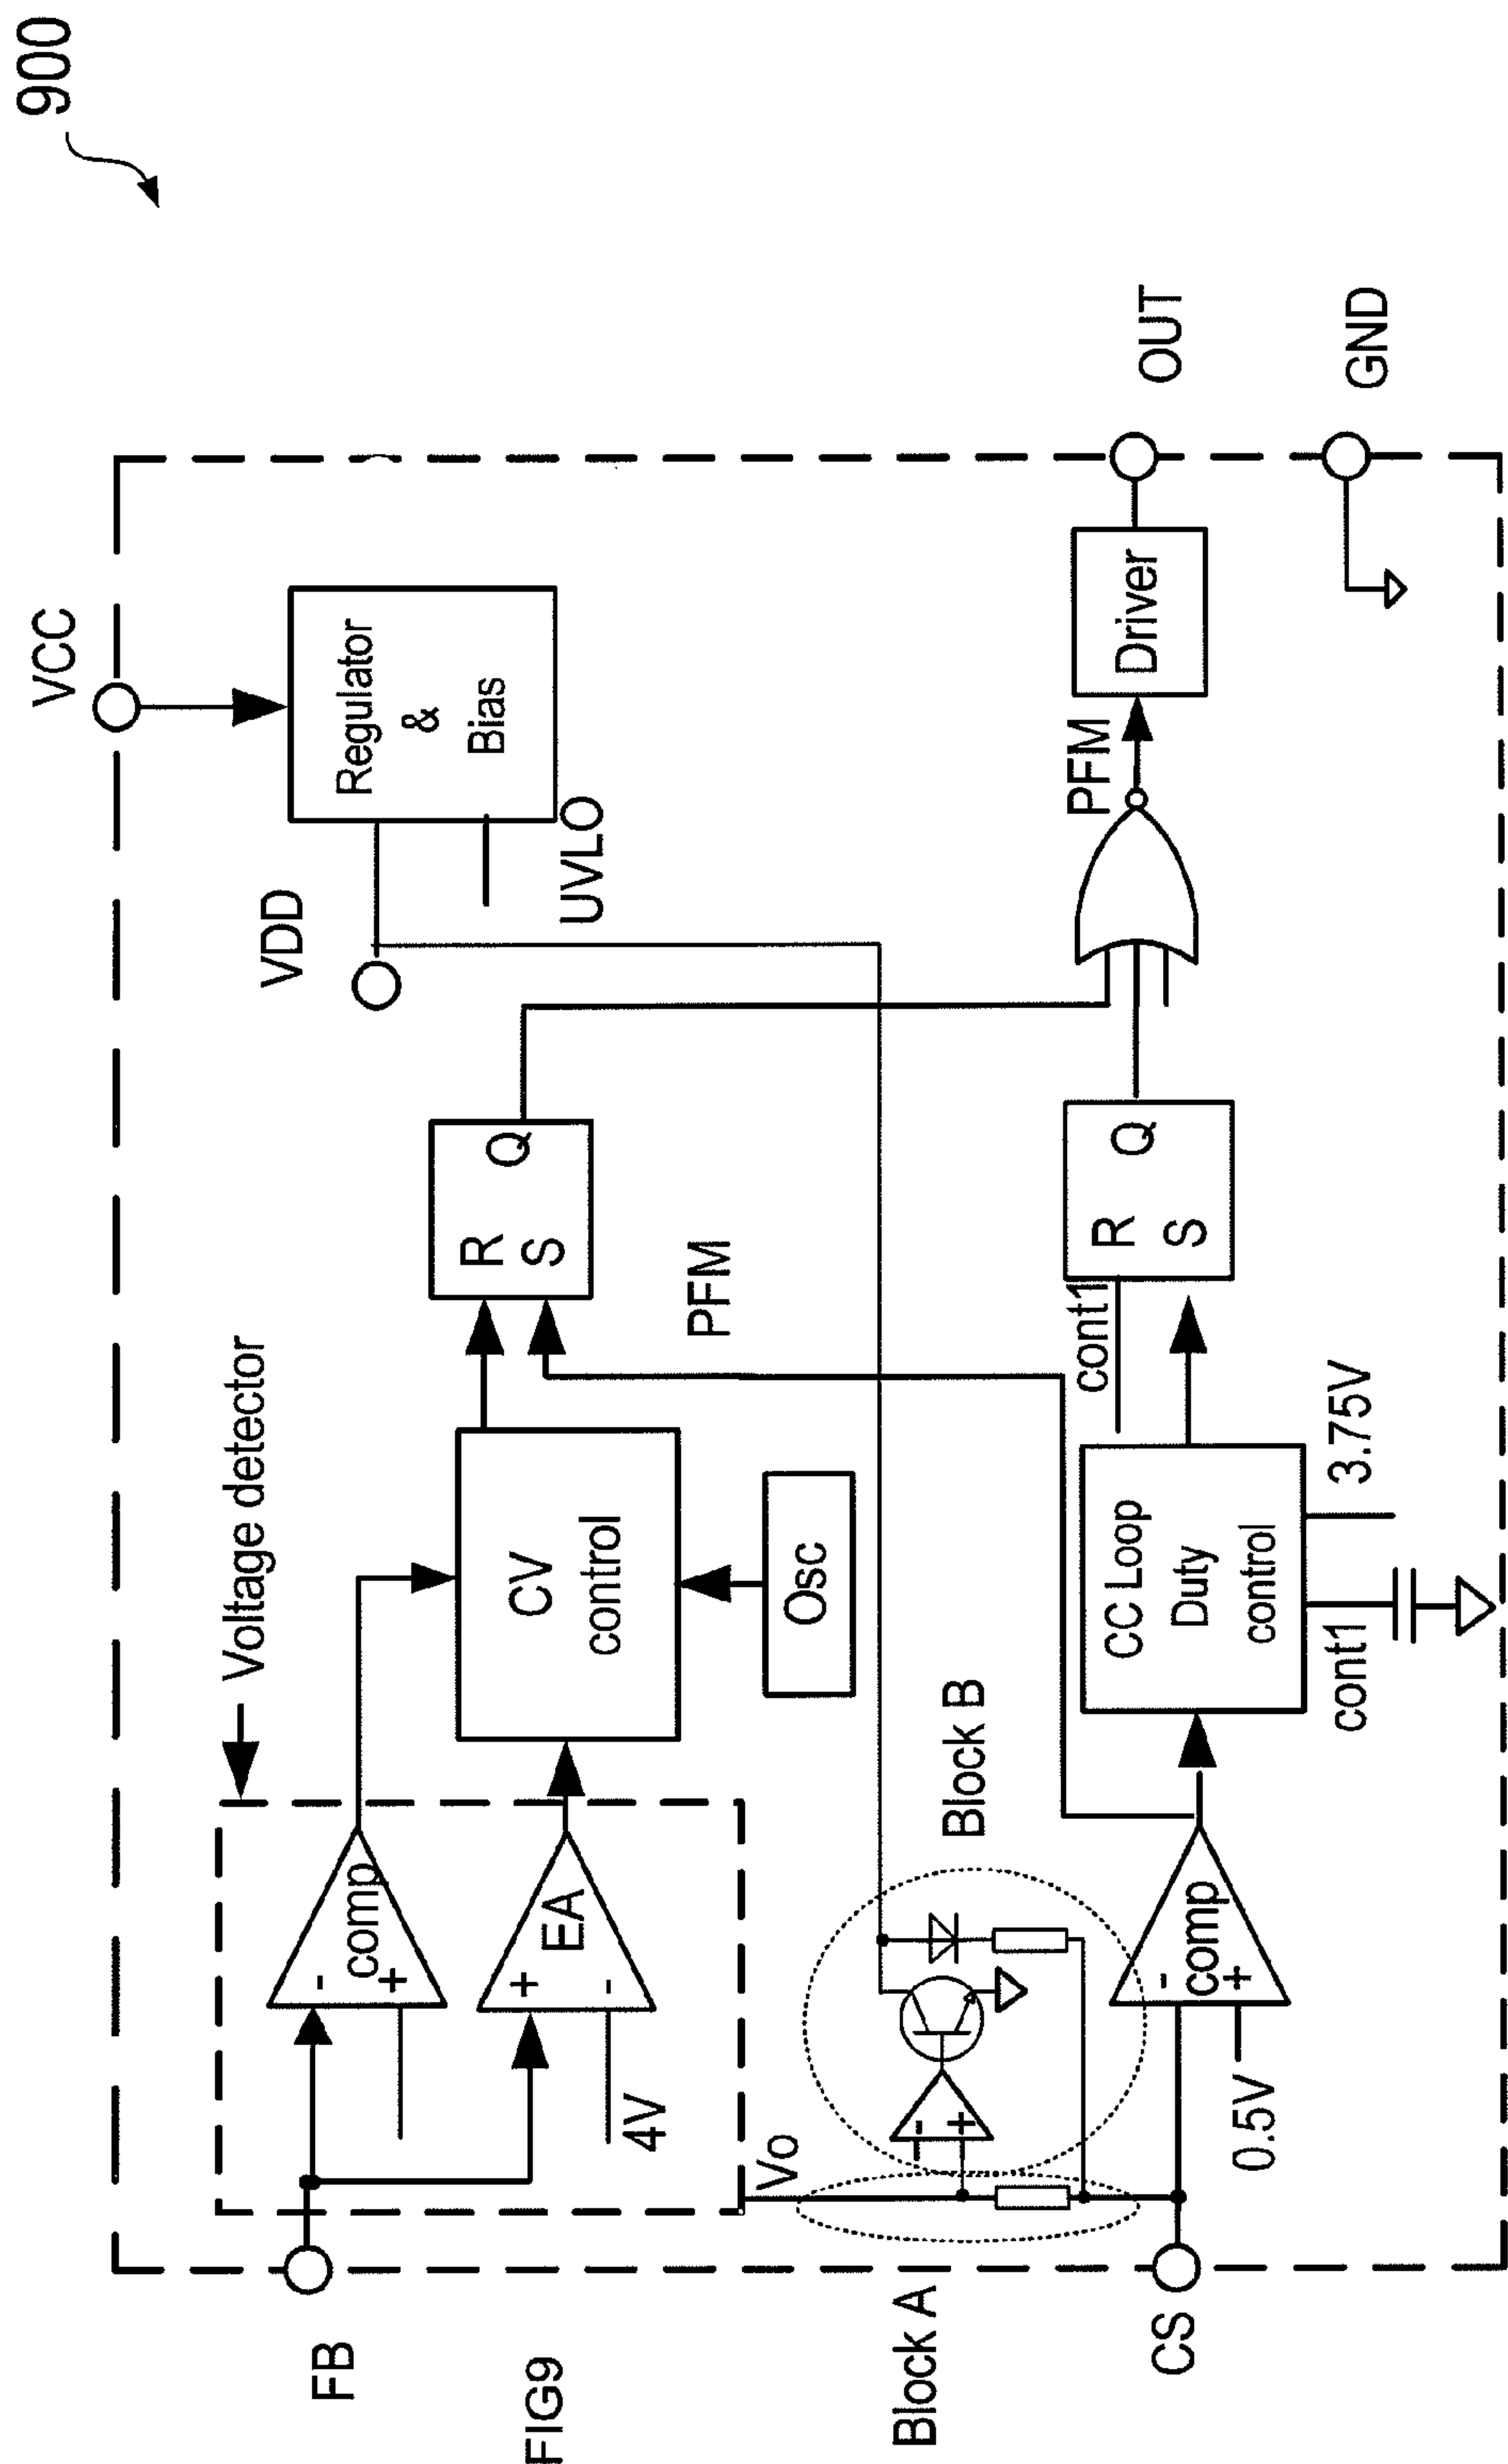 900
VCC
VDD
Regulator
&
Bias
UVLO
Voltage detector
FB
-
comp
+
+
EA
-
4V
CV
control
Osc
R
S
Q
PFM
Vo
Block A
Block B
-
+
CS
-
comp
+
0.5V
CC Loop
Duty
control
cont1
3.75V
cont1
R
S
Q
PFM
Driver
OUT
GND
FIG9